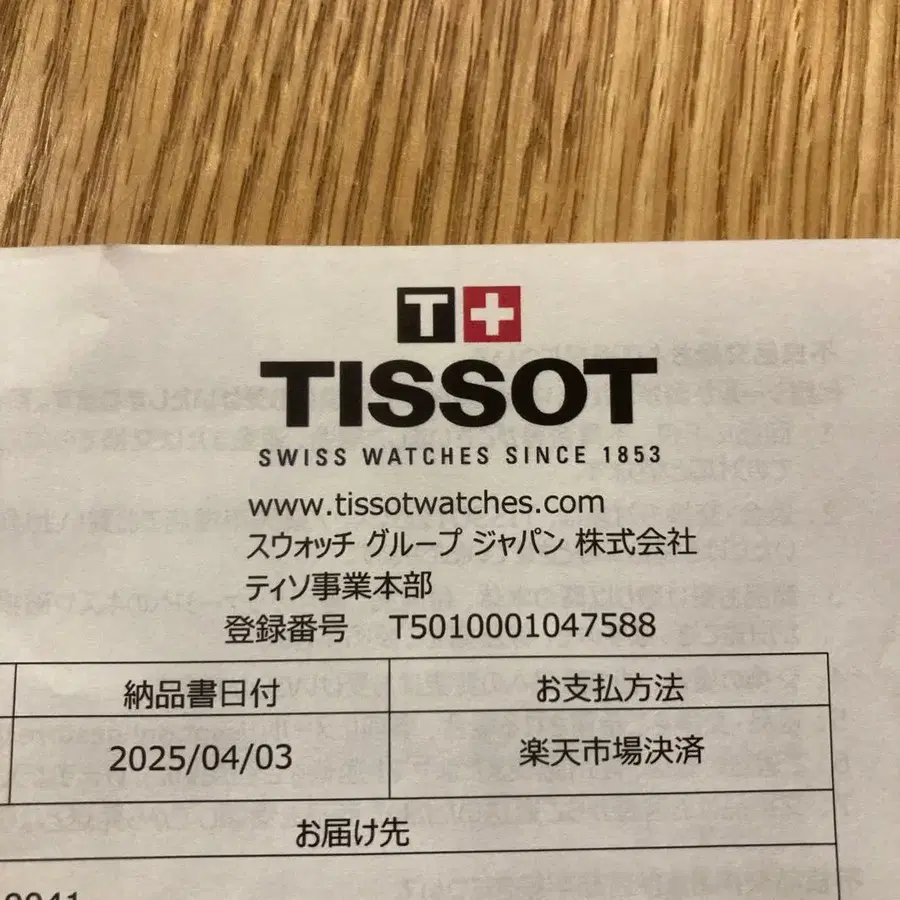 T+
TISSOT
SWISS WATCHES SINCE 1853
www.tissotwatches.com
スウォッチ グループ ジャパン 株式会社
ティソ事業本部
登録番号 T5010001047588
納品書日付 お支払方法
2025/04/03 楽天市場決済
お届け先